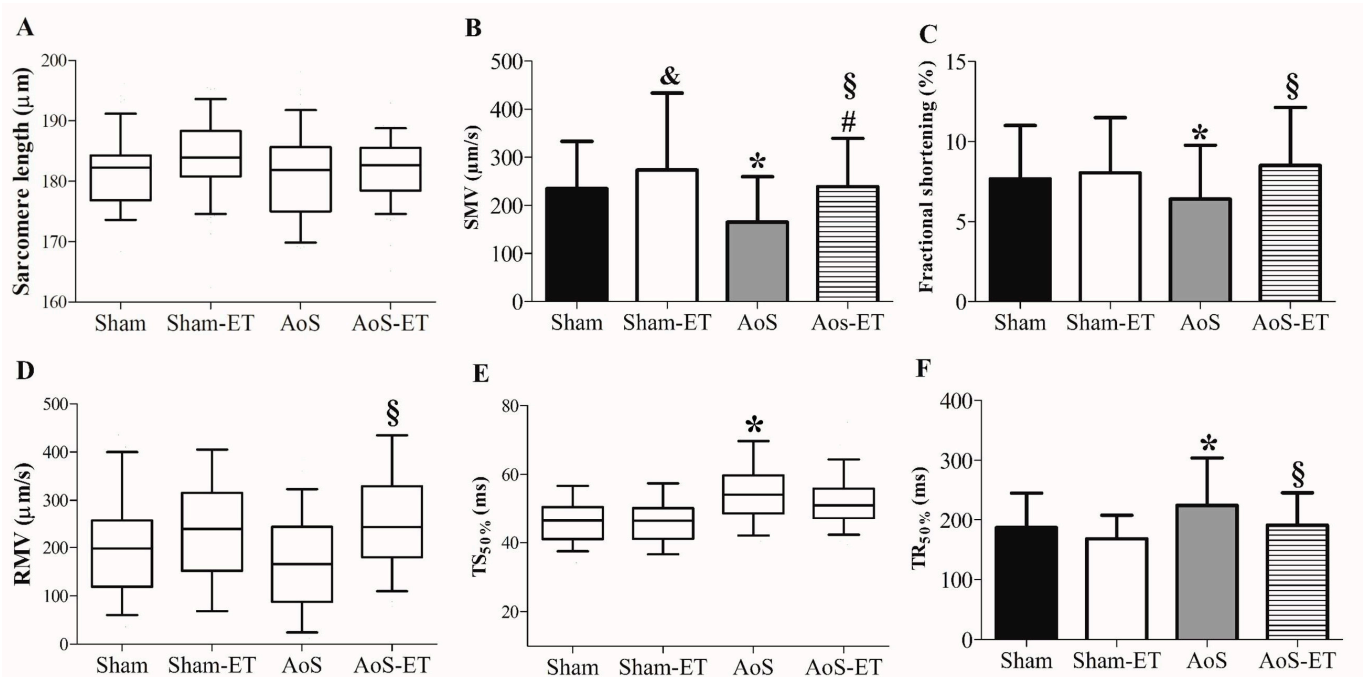 A
Sarcomere length (μm)
200
190
180
170
160
Sham Sham-ET AoS AoS-ET
B
SMV (μm/s)
500
400
300
200
100
0
&
*
§
#
Sham Sham-ET AoS Aos-ET
C
Fractional shortening (%)
15
10
5
0
*
§
Sham Sham-ET AoS AoS-ET
D
RMV (μm/s)
500
400
300
200
100
0
§
Sham Sham-ET AoS AoS-ET
E
TS50% (ms)
80
60
40
20
*
Sham Sham-ET AoS AoS-ET
F
TR50% (ms)
400
300
200
100
0
*
§
Sham Sham-ET AoS AoS-ET